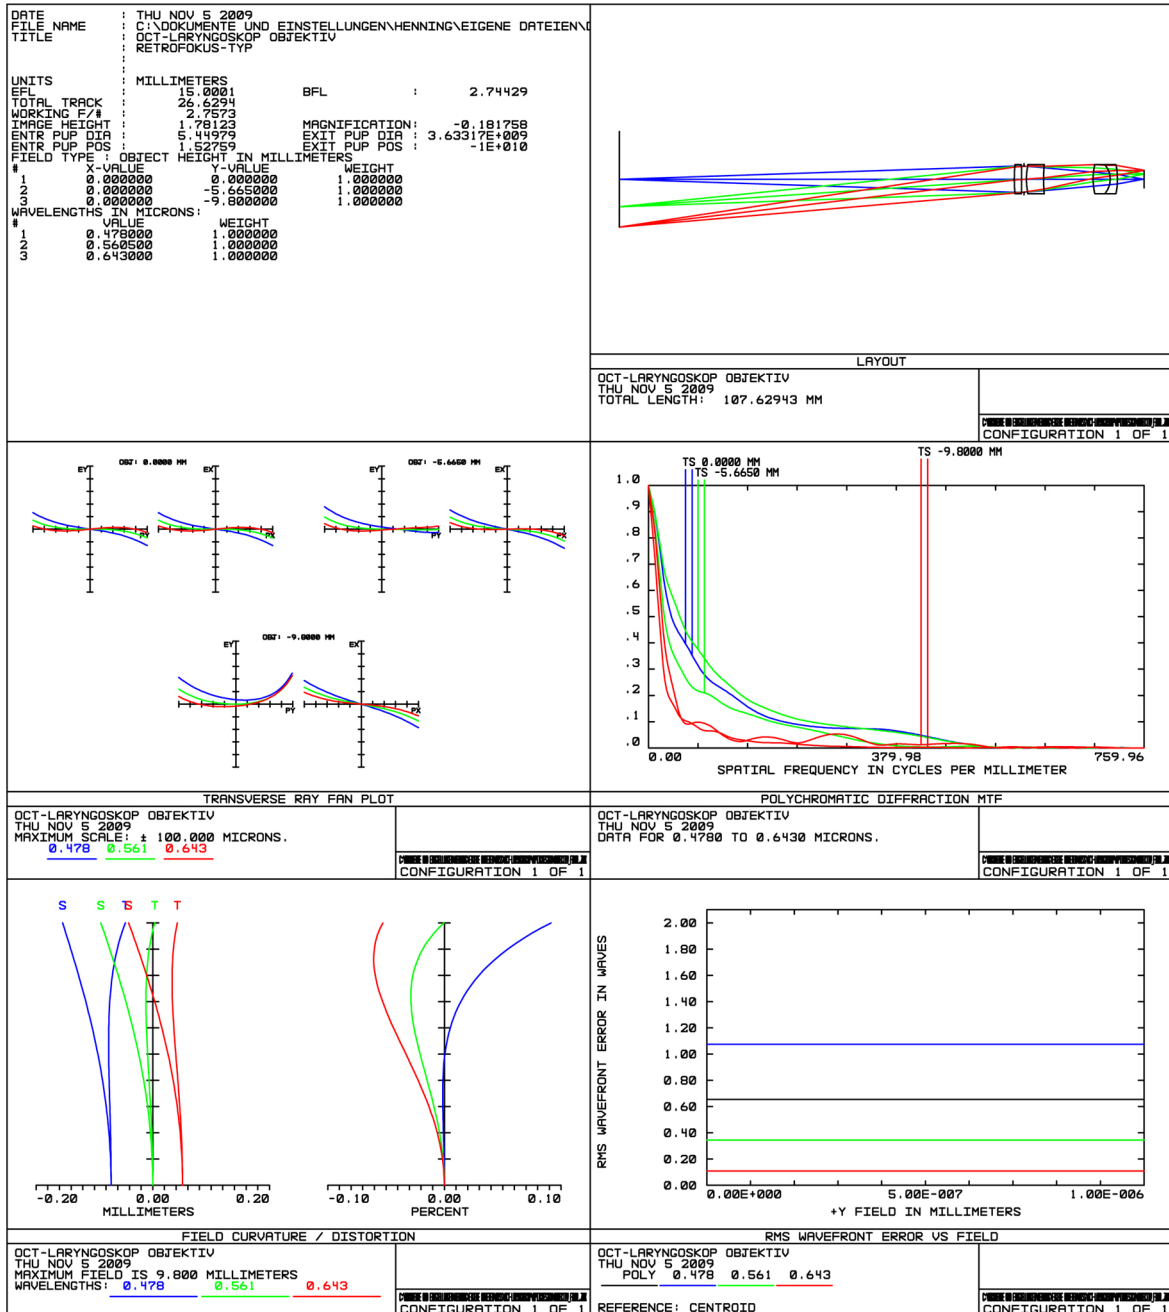 DATE : THU NOV 5 2009
FILE NAME : C:\DOKUMENTE UND EINSTELLUNGEN\HENNING\EIGENE DATEIEN\D
TITLE : OCT-LARYNGOSKOP OBJEKTIV
: RETROFOKUS-TYP
:
:
UNITS : MILLIMETERS
EFL : 15.0001 BFL : 2.74429
TOTAL TRACK : 26.6294
WORKING F/# : 2.7573
IMAGE HEIGHT : 1.78123 MAGNIFICATION: -0.181758
ENTR PUP DIA : 5.44979 EXIT PUP DIA : 3.63317E+009
ENTR PUP POS : 1.52759 EXIT PUP POS : -1E+010
FIELD TYPE : OBJECT HEIGHT IN MILLIMETERS
# X-VALUE Y-VALUE WEIGHT
1 0.000000 0.000000 1.000000
2 0.000000 -5.665000 1.000000
3 0.000000 -9.800000 1.000000
WAVELENGTHS IN MICRONS:
# VALUE WEIGHT
1 0.478000 1.000000
2 0.560500 1.000000
3 0.643000 1.000000
LAYOUT
OCT-LARYNGOSKOP OBJEKTIV
THU NOV 5 2009
TOTAL LENGTH: 107.62943 MM
CONFIGURATION 1 OF 1
OBJ: 0.0000 MM
EY
PY
EX
PX
OBJ: -5.6650 MM
EY
PY
EX
PX
OBJ: -9.8000 MM
EY
PY
EX
PX
TRANSVERSE RAY FAN PLOT
OCT-LARYNGOSKOP OBJEKTIV
THU NOV 5 2009
MAXIMUM SCALE: ± 100.000 MICRONS.
0.478 0.561 0.643
CONFIGURATION 1 OF 1
TS 0.0000 MM
TS -5.6650 MM
TS -9.8000 MM
1.0
.9
.8
.7
.6
.5
.4
.3
.2
.1
.0
0.00 379.98 759.96
SPATIAL FREQUENCY IN CYCLES PER MILLIMETER
POLYCHROMATIC DIFFRACTION MTF
OCT-LARYNGOSKOP OBJEKTIV
THU NOV 5 2009
DATA FOR 0.4780 TO 0.6430 MICRONS.
CONFIGURATION 1 OF 1
S S T S T T
-0.20 0.00 0.20
MILLIMETERS
-0.10 0.00 0.10
PERCENT
FIELD CURVATURE / DISTORTION
OCT-LARYNGOSKOP OBJEKTIV
THU NOV 5 2009
MAXIMUM FIELD IS 9.800 MILLIMETERS
WAVELENGTHS: 0.478 0.561 0.643
CONFIGURATION 1 OF 1
RMS WAVEFRONT ERROR IN WAVES
2.00
1.80
1.60
1.40
1.20
1.00
0.80
0.60
0.40
0.20
0.00
0.00E+000 5.00E-007 1.00E-006
+Y FIELD IN MILLIMETERS
RMS WAVEFRONT ERROR VS FIELD
OCT-LARYNGOSKOP OBJEKTIV
THU NOV 5 2009
POLY 0.478 0.561 0.643
REFERENCE: CENTROID
CONFIGURATION 1 OF 1